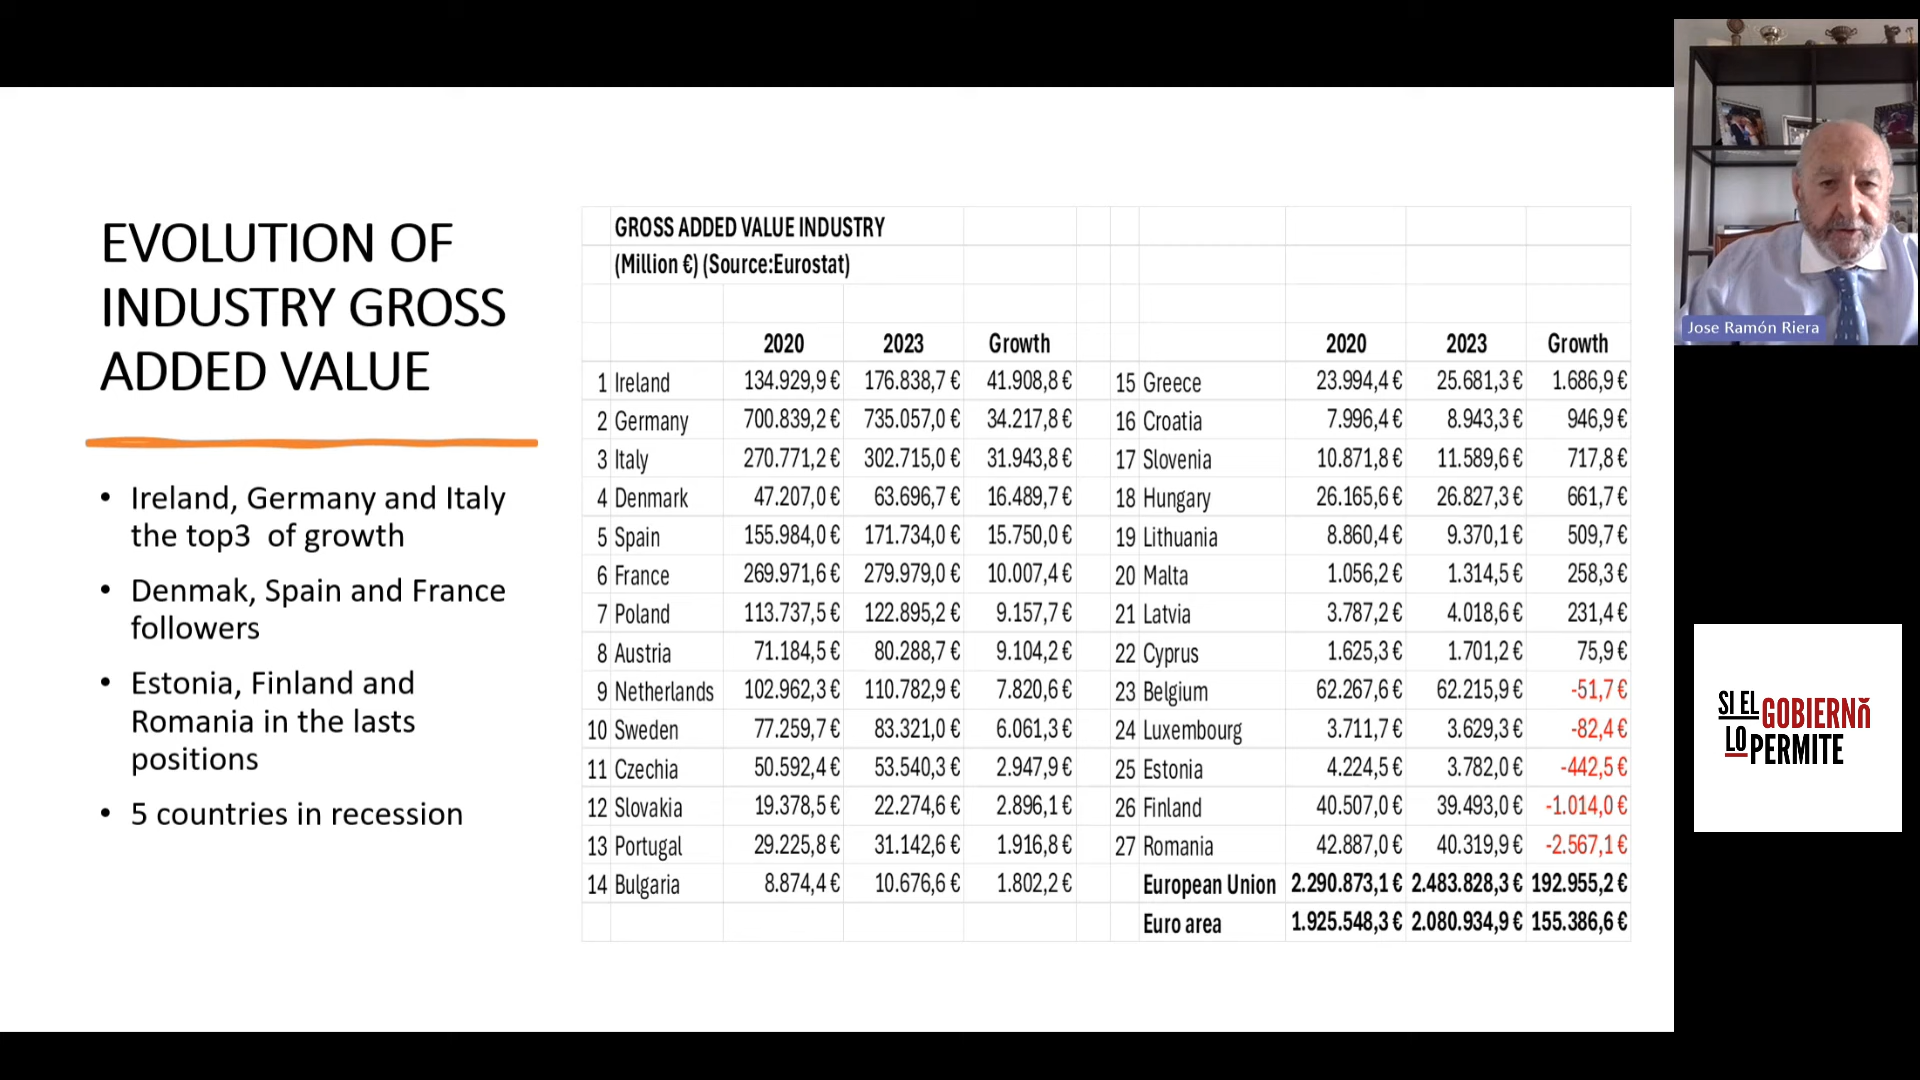 EVOLUTION OF
INDUSTRY GROSS
ADDED VALUE
• Ireland, Germany and Italy
the top3 of growth
• Denmak, Spain and France
followers
• Estonia, Finland and
Romania in the lasts
positions
• 5 countries in recession
GROSS ADDED VALUE INDUSTRY
(Million €) (Source:Eurostat)
2020 2023 Growth 2020 2023 Growth
1 Ireland 134.929,9 € 176.838,7 € 41.908,8 € 15 Greece 23.994,4 € 25.681,3 € 1.686,9 €
2 Germany 700.839,2 € 735.057,0 € 34.217,8 € 16 Croatia 7.996,4 € 8.943,3 € 946,9 €
3 Italy 270.771,2 € 302.715,0 € 31.943,8 € 17 Slovenia 10.871,8 € 11.589,6 € 717,8 €
4 Denmark 47.207,0 € 63.696,7 € 16.489,7 € 18 Hungary 26.165,6 € 26.827,3 € 661,7 €
5 Spain 155.984,0 € 171.734,0 € 15.750,0 € 19 Lithuania 8.860,4 € 9.370,1 € 509,7 €
6 France 269.971,6 € 279.979,0 € 10.007,4 € 20 Malta 1.056,2 € 1.314,5 € 258,3 €
7 Poland 113.737,5 € 122.895,2 € 9.157,7 € 21 Latvia 3.787,2 € 4.018,6 € 231,4 €
8 Austria 71.184,5 € 80.288,7 € 9.104,2 € 22 Cyprus 1.625,3 € 1.701,2 € 75,9 €
9 Netherlands 102.962,3 € 110.782,9 € 7.820,6 € 23 Belgium 62.267,6 € 62.215,9 € -51,7 €
10 Sweden 77.259,7 € 83.321,0 € 6.061,3 € 24 Luxembourg 3.711,7 € 3.629,3 € -82,4 €
11 Czechia 50.592,4 € 53.540,3 € 2.947,9 € 25 Estonia 4.224,5 € 3.782,0 € -442,5 €
12 Slovakia 19.378,5 € 22.274,6 € 2.896,1 € 26 Finland 40.507,0 € 39.493,0 € -1.014,0 €
13 Portugal 29.225,8 € 31.142,6 € 1.916,8 € 27 Romania 42.887,0 € 40.319,9 € -2.567,1 €
14 Bulgaria 8.874,4 € 10.676,6 € 1.802,2 € European Union 2.290.873,1 € 2.483.828,3 € 192.955,2 €
Euro area 1.925.548,3 € 2.080.934,9 € 155.386,6 €
Jose Ramón Riera
SI EL GOBIERNO
LO PERMITE